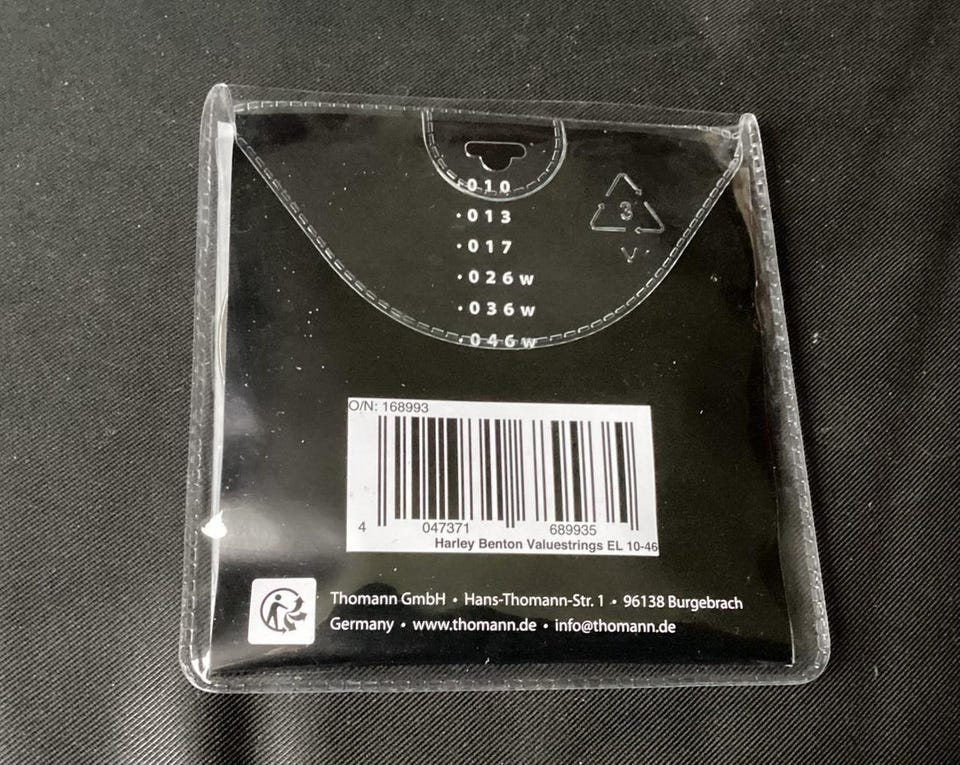 ·010
·013
·017
·026w
·036w
·046w
3
V
O/N: 168993
4 047371 689935
Harley Benton Valuestrings EL 10-46
Thomann GmbH • Hans-Thomann-Str. 1 • 96138 Burgebrach
Germany • www.thomann.de • info@thomann.de